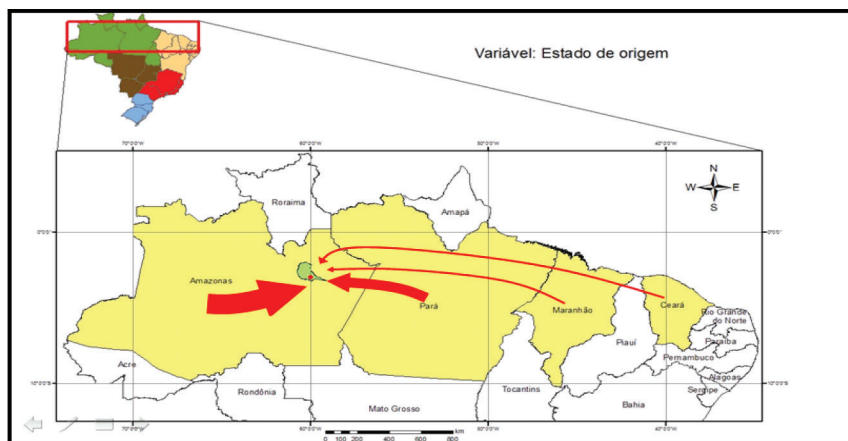 Variável: Estado de origem
70°0'0"W
60°0'0"W
50°0'0"W
40°0'0"W
N
W E
S
Roraima
Amapá
0°0'S
0°0'S
Amazonas
Pará
Maranhão
Ceará
Rio Grande
do Norte
Paraíba
Piauí
Pernambuco
Acre
Alagoas
Sergipe
10°0'0"S
10°0'0"S
Rondônia
Tocantins
Bahia
Mato Grosso
70°0'0"W
60°0'0"W
50°0'0"W
40°0'0"W
km
0 100 200 400 600 800